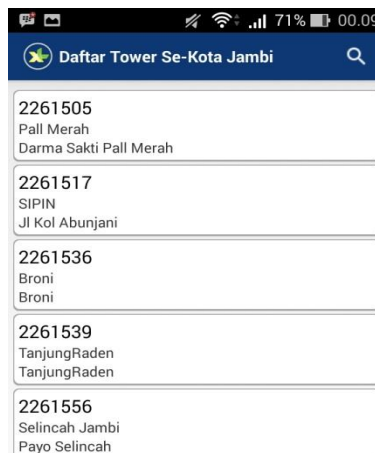 71% 00.09
Daftar Tower Se-Kota Jambi
2261505
Pall Merah
Darma Sakti Pall Merah
2261517
SIPIN
Jl Kol Abunjani
2261536
Broni
Broni
2261539
TanjungRaden
TanjungRaden
2261556
Selincah Jambi
Payo Selincah